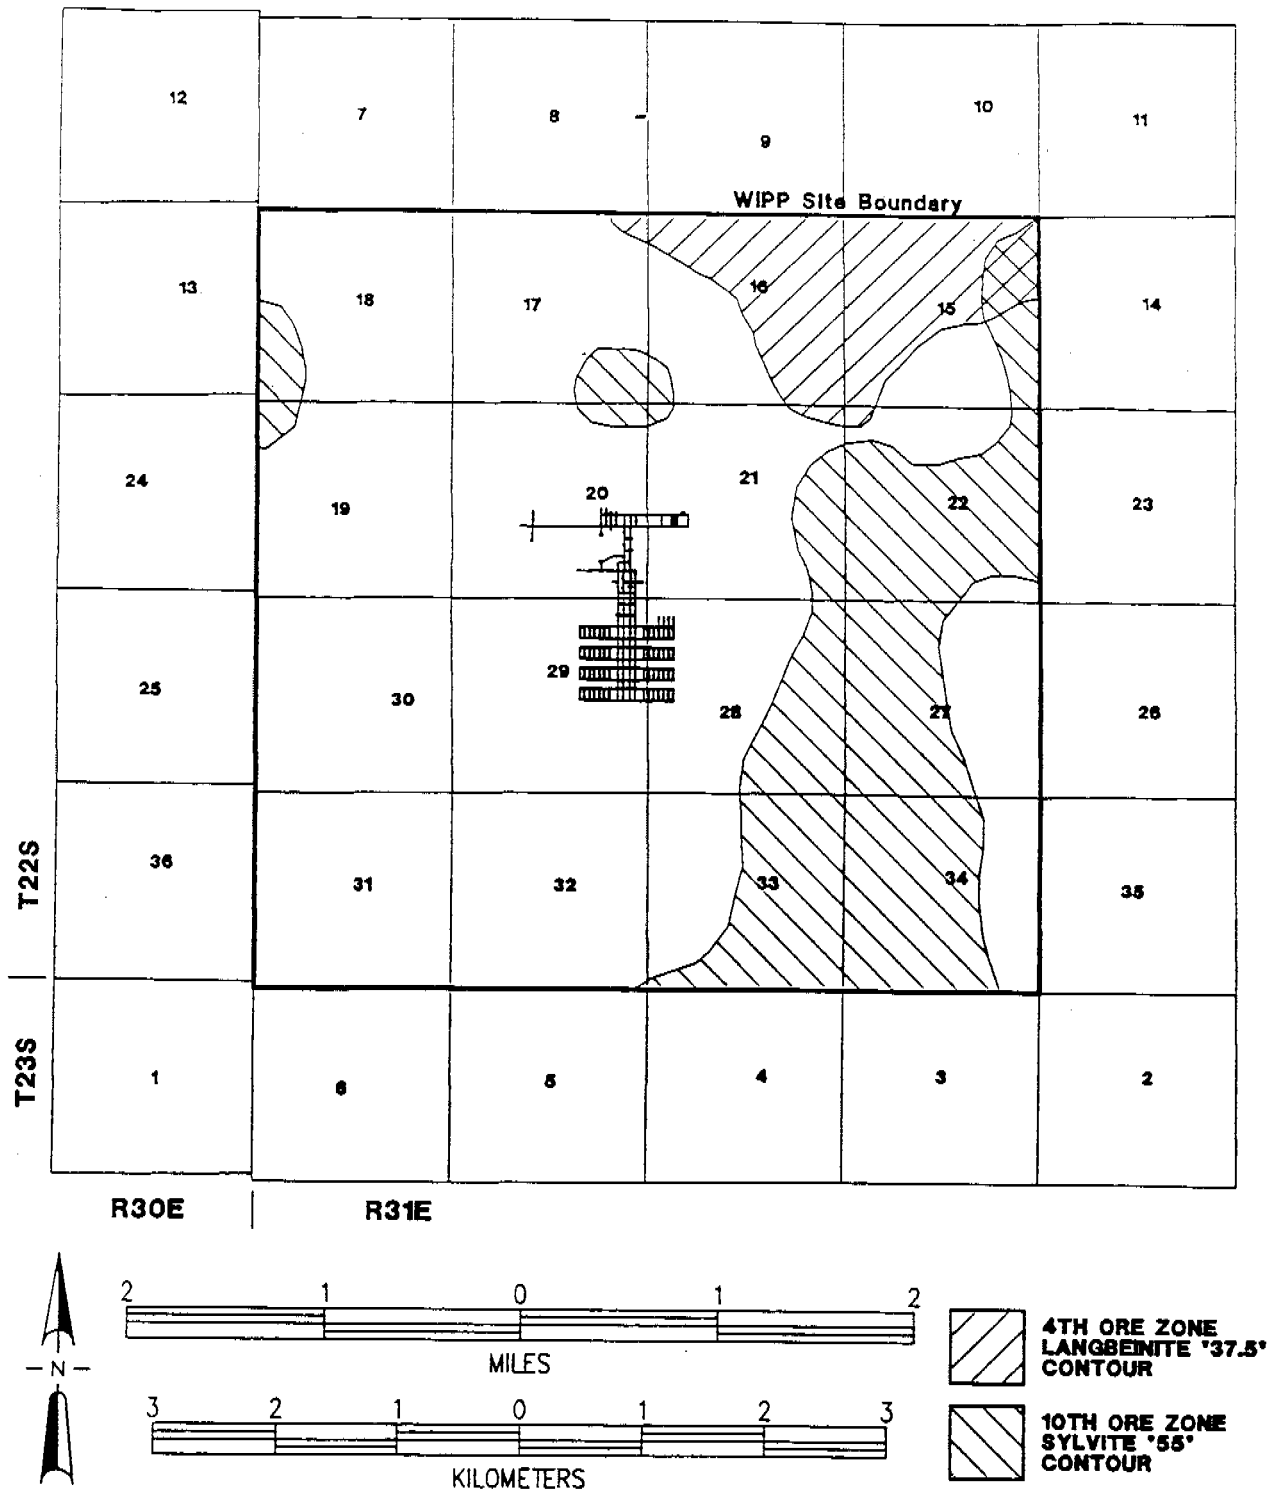 12
7
8
9
10
11
WIPP Site Boundary
13
18
17
16
15
14
24
19
20
21
22
23
25
30
29
28
27
26
T22S
36
31
32
33
34
35
T23S
1
6
5
4
3
2
R30E
R31E
2 1 0 1 2
MILES
N
3 2 1 0 1 2 3
KILOMETERS
4TH ORE ZONE
LANGBEINITE "37.5"
CONTOUR
10TH ORE ZONE
SYLVITE "55"
CONTOUR